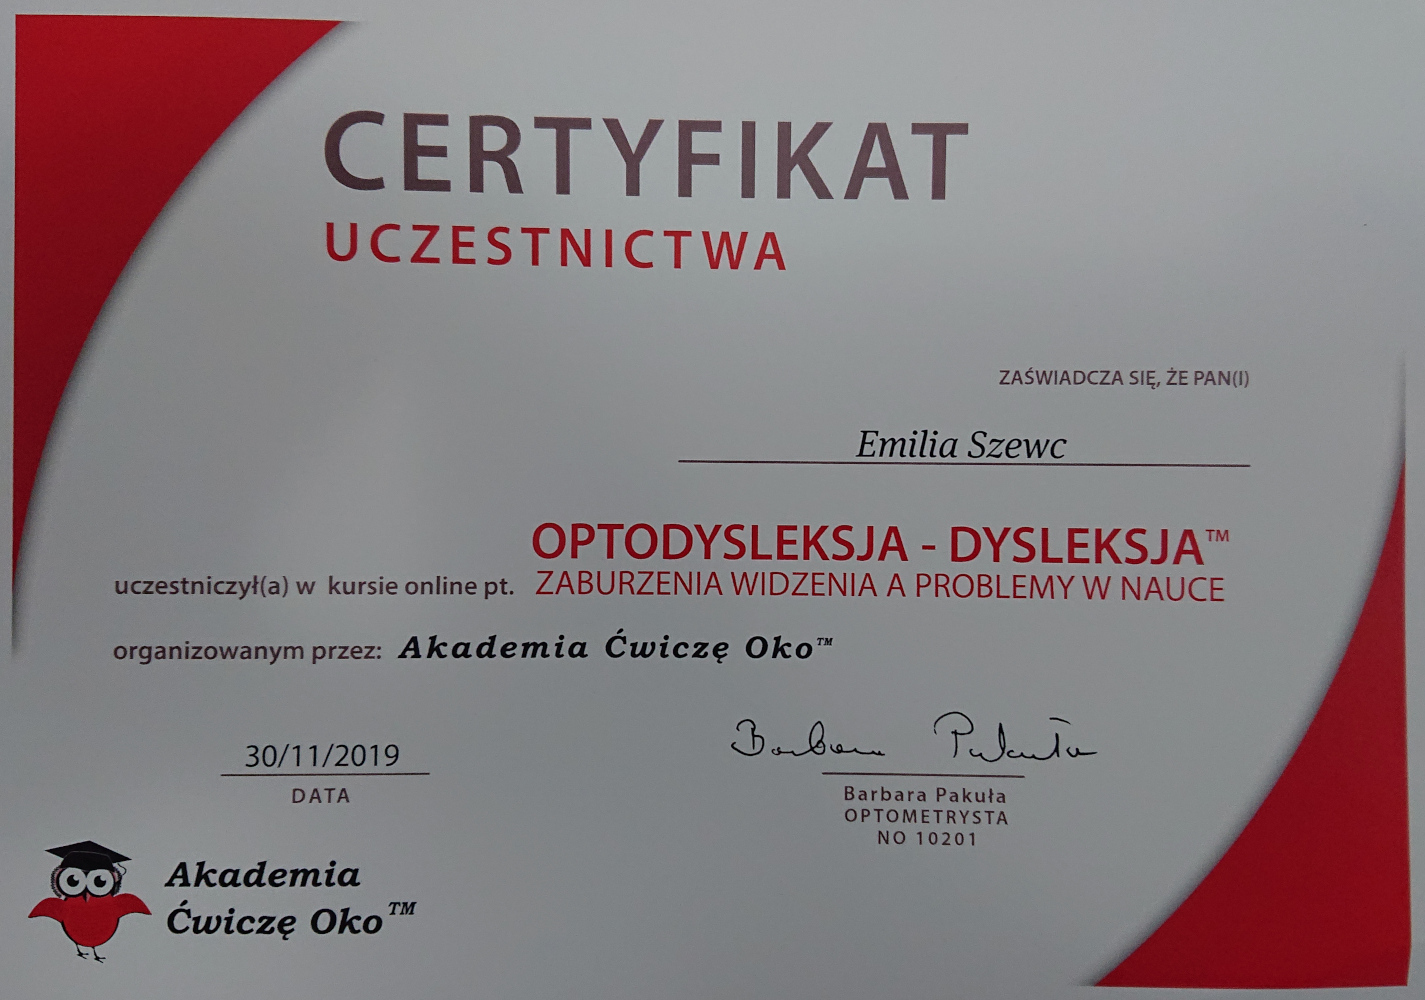 CERTYFIKAT
UCZESTNICTWA
ZAŚWIADCZA SIĘ, ŻE PAN(I)
Emilia Szewc
OPTODYSLEKSJA - DYSLEKSJA™
uczestniczył(a) w kursie online pt. ZABURZENIA WIDZENIA A PROBLEMY W NAUCE
organizowanym przez: Akademia Ćwiczę Oko™
30/11/2019
DATA
Barbara Pakuła
Barbara Pakuła
OPTOMETRYSTA
NO 10201
Akademia
Ćwiczę Oko™